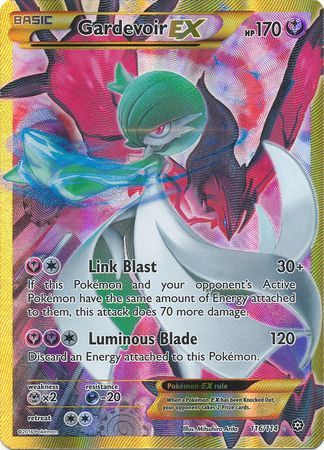 BASIC
Gardevoir EX
HP170
Link Blast 30+
If this Pokémon and your opponent's Active
Pokémon have the same amount of Energy attached
to them, this attack does 70 more damage.
Luminous Blade 120
Discard an Energy attached to this Pokémon.
weakness
×2
resistance
-20
retreat
Pokémon-EX rule
When a Pokémon-EX has been Knocked Out,
your opponent takes 2 Prize cards.
©2016 Pokémon
Illus. Mitsuhiro Arita
116/114